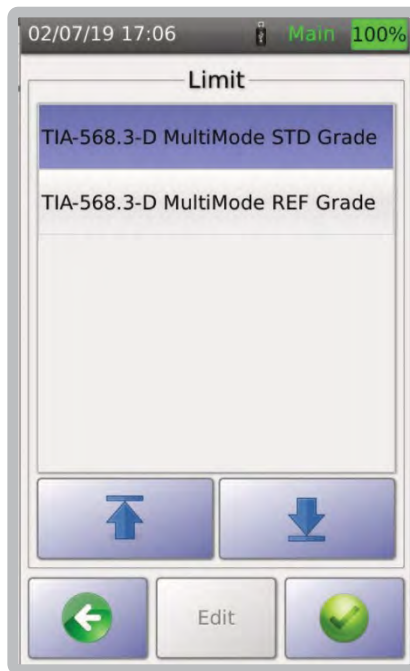 02/07/19 17:06 Main 100%
Limit
TIA-568.3-D MultiMode STD Grade
TIA-568.3-D MultiMode REF Grade
Edit